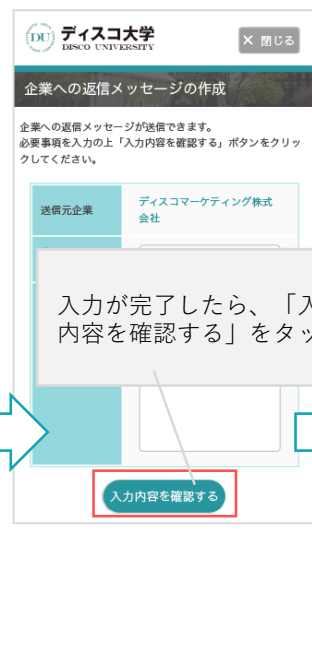 DU ディスコ大学
DISCO UNIVERSITY
× 閉じる
企業への返信メッセージの作成
企業への返信メッセージが送信できます。
必要事項を入力の上「入力内容を確認する」ボタンをクリッ
クしてください。
送信元企業
ディスコマーケティング株式
会社
入力が完了したら、「入
内容を確認する」をタッ
入力内容を確認する